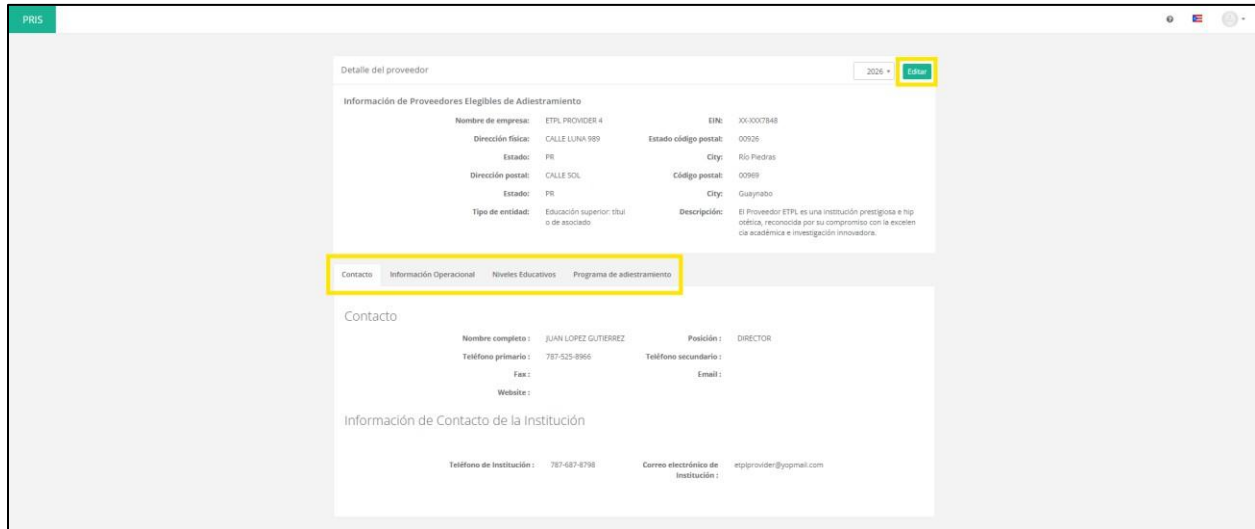 PRIS
Detalle del proveedor 2026 Editar
Información de Proveedores Elegibles de Adiestramiento
Nombre de empresa: ETPL PROVIDER 4 EIN: XX-XXX7848
Dirección física: CALLE LUNA 989 Estado código postal: 00926
Estado: PR City: Río Piedras
Dirección postal: CALLE SOL Código postal: 00969
Estado: PR City: Guaynabo
Tipo de entidad: Educación superior: títul Descripción: El Proveedor ETPL es una institución prestigiosa e hip
o de asociado otética, reconocida por su compromiso con la excelen
cia académica e investigación innovadora.
Contacto Información Operacional Niveles Educativos Programa de adiestramiento
Contacto
Nombre completo : JUAN LOPEZ GUTIERREZ Posición : DIRECTOR
Teléfono primario : 787-525-8966 Teléfono secundario :
Fax : Email :
Website :
Información de Contacto de la Institución
Teléfono de Institución : 787-687-8798 Correo electrónico de etplprovider@yopmail.com
Institución :